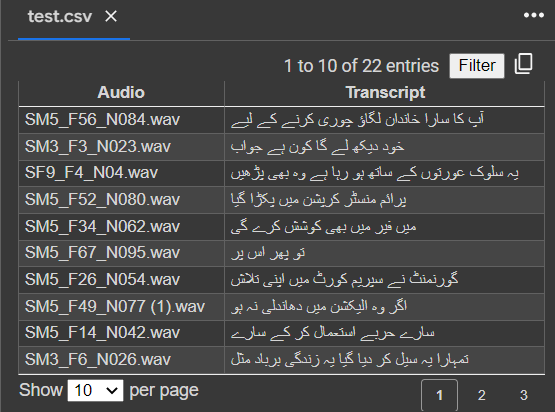 test.csv
1 to 10 of 22 entries Filter
Audio Transcript
SM5_F56_N084.wav آپ کا سارا خاندان لگاؤ چوری کرنے کے لیے
SM3_F3_N023.wav خود دیکھ لے گا کون ہے جواب
SF9_F4_N04.wav یہ سلوک عورتوں کے ساتھ ہو رہا ہے وہ بھی پڑھیں
SM5_F52_N080.wav پرائم منسٹر کرپشن میں پکڑا گیا
SM5_F34_N062.wav میں فیر میں بھی کوشش کرے گی
SM5_F67_N095.wav تو پھر اس پر
SM5_F26_N054.wav گورنمنٹ نے سپریم کورٹ میں اپنی تلاش
SM5_F49_N077 (1).wav اگر وہ الیکشن میں دھاندلی نہ ہو
SM5_F14_N042.wav سارے حربے استعمال کر کے سارے
SM3_F6_N026.wav تمہارا یہ سیل کر دیا گیا یہ زندگی برباد مثل
Show 10 per page 1 2 3